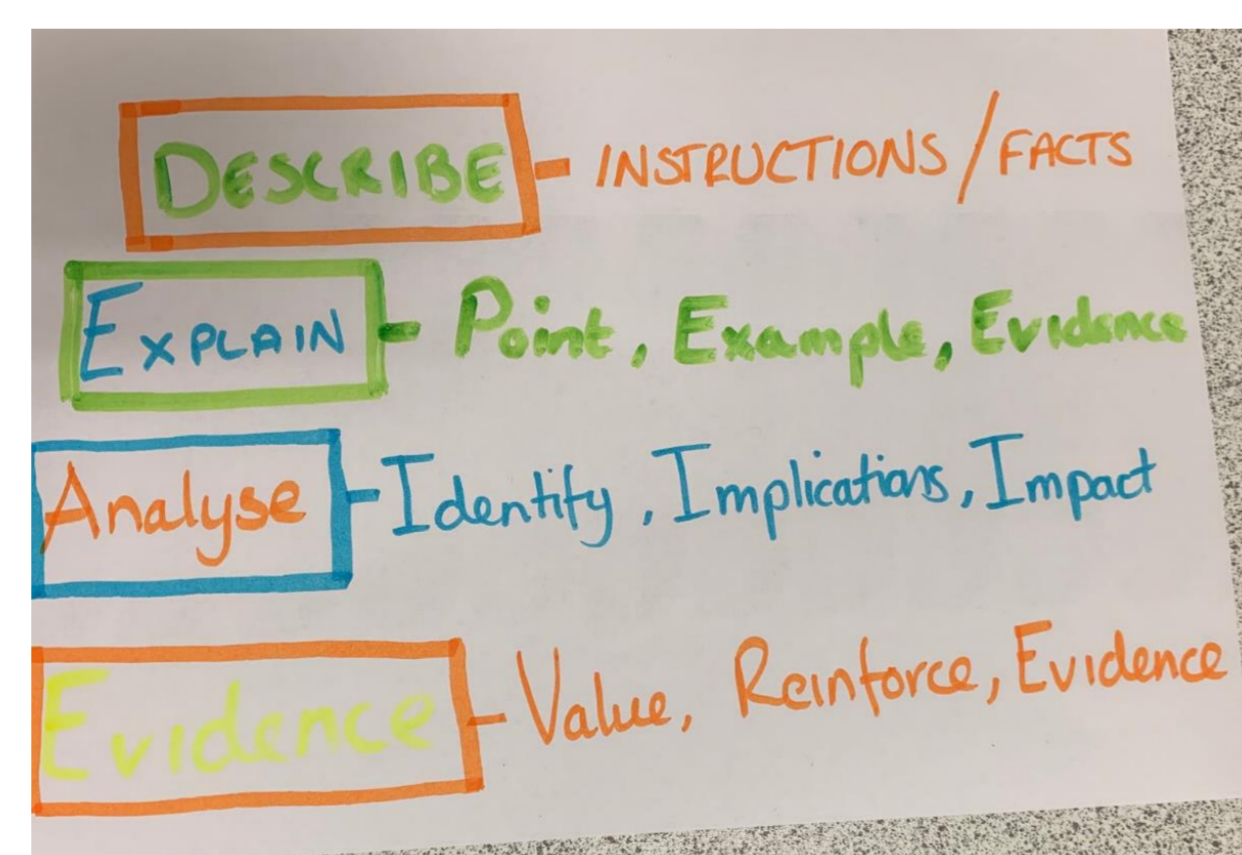 DESCRIBE - INSTRUCTIONS / FACTS
EXPLAIN - Point, Example, Evidence
Analyse - Identify, Implications, Impact
Evidence - Value, Reinforce, Evidence